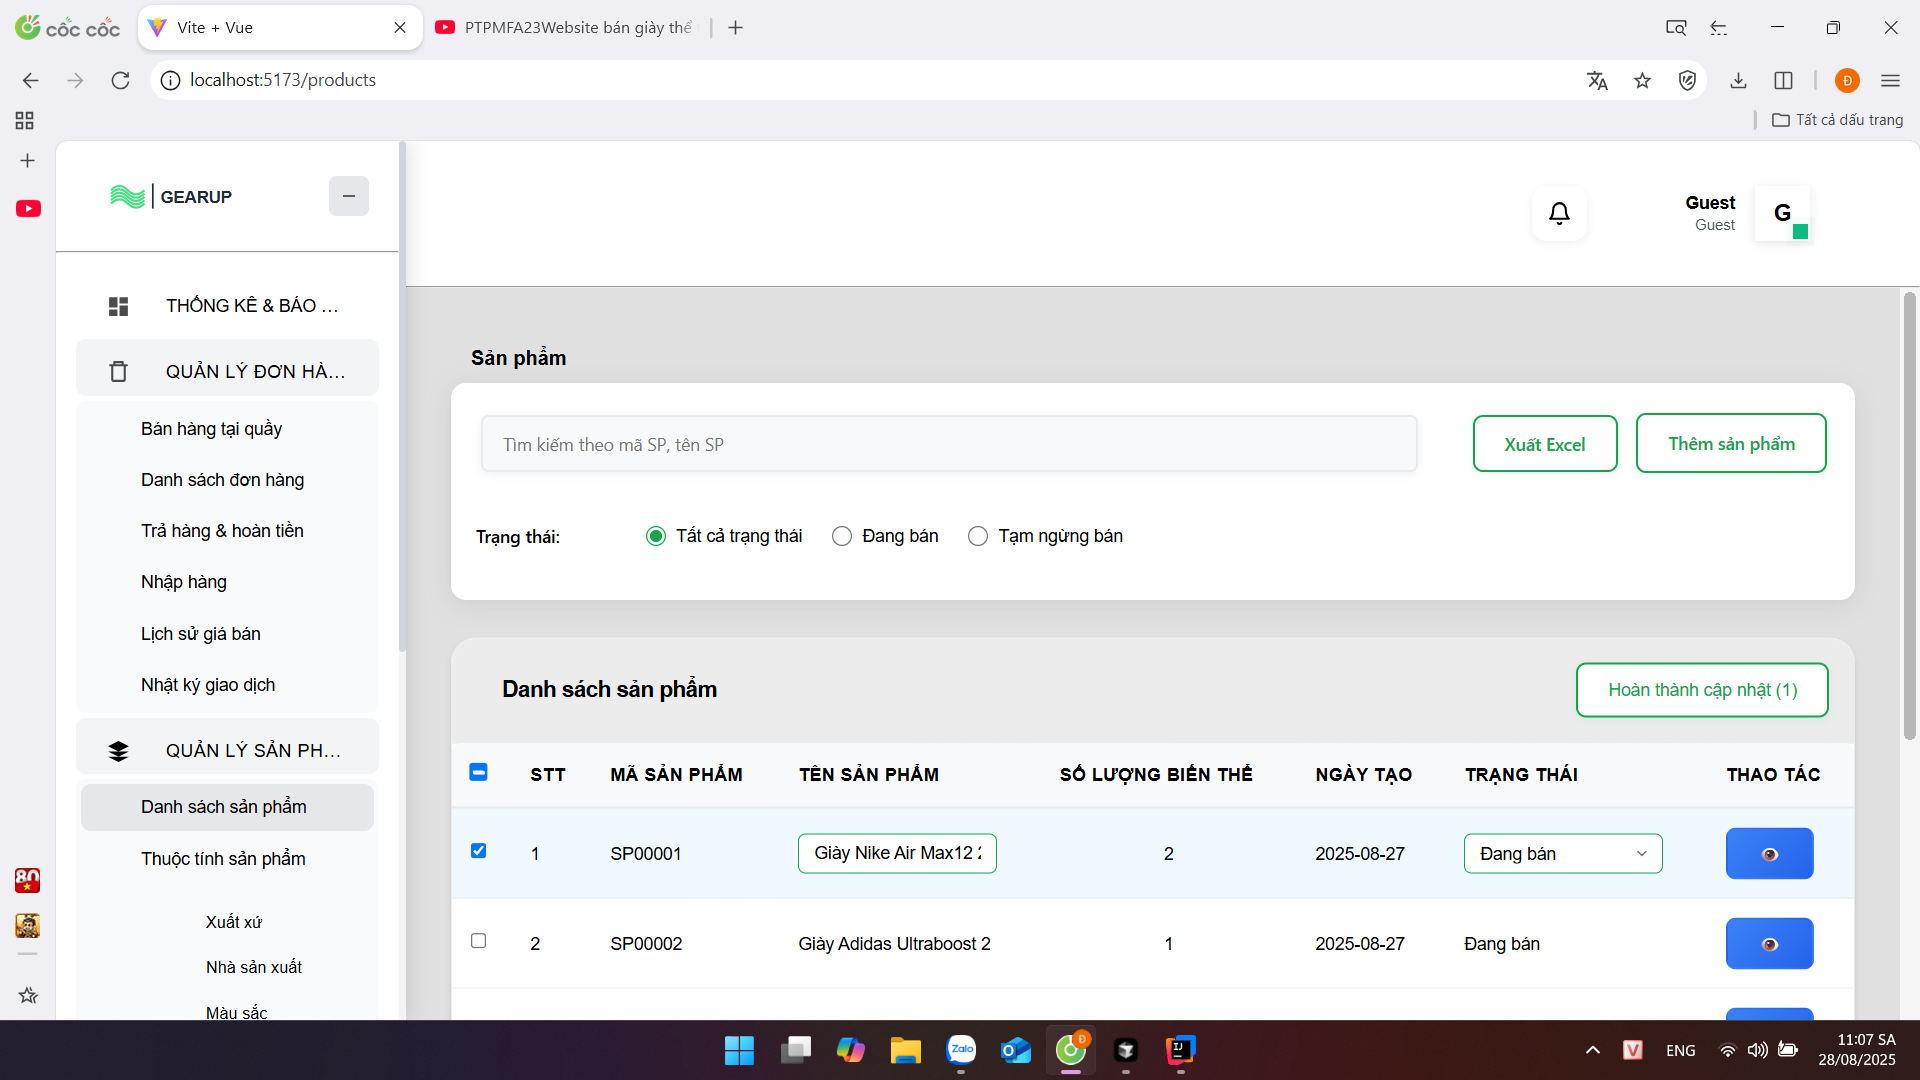 cốc cốc
Vite + Vue
PTPMFA23Website bán giày thể
localhost:5173/products
Đ
Tất cả dấu trang
GEARUP
Guest
Guest
G
THỐNG KÊ & BÁO ...
QUẢN LÝ ĐƠN HÀ...
Bán hàng tại quầy
Danh sách đơn hàng
Trả hàng & hoàn tiền
Nhập hàng
Lịch sử giá bán
Nhật ký giao dịch
QUẢN LÝ SẢN PH...
Danh sách sản phẩm
Thuộc tính sản phẩm
Xuất xứ
Nhà sản xuất
Màu sắc
Sản phẩm
Tìm kiếm theo mã SP, tên SP
Xuất Excel
Thêm sản phẩm
Trạng thái:
Tất cả trạng thái
Đang bán
Tạm ngừng bán
Danh sách sản phẩm
Hoàn thành cập nhật (1)
STT MÃ SẢN PHẨM TÊN SẢN PHẨM SỐ LƯỢNG BIẾN THỂ NGÀY TẠO TRẠNG THÁI THAO TÁC
1 SP00001 Giày Nike Air Max12 2 2025-08-27 Đang bán
2 SP00002 Giày Adidas Ultraboost 2 1 2025-08-27 Đang bán
80
Zalo
Đ
IJ
V
ENG
11:07 SA
28/08/2025